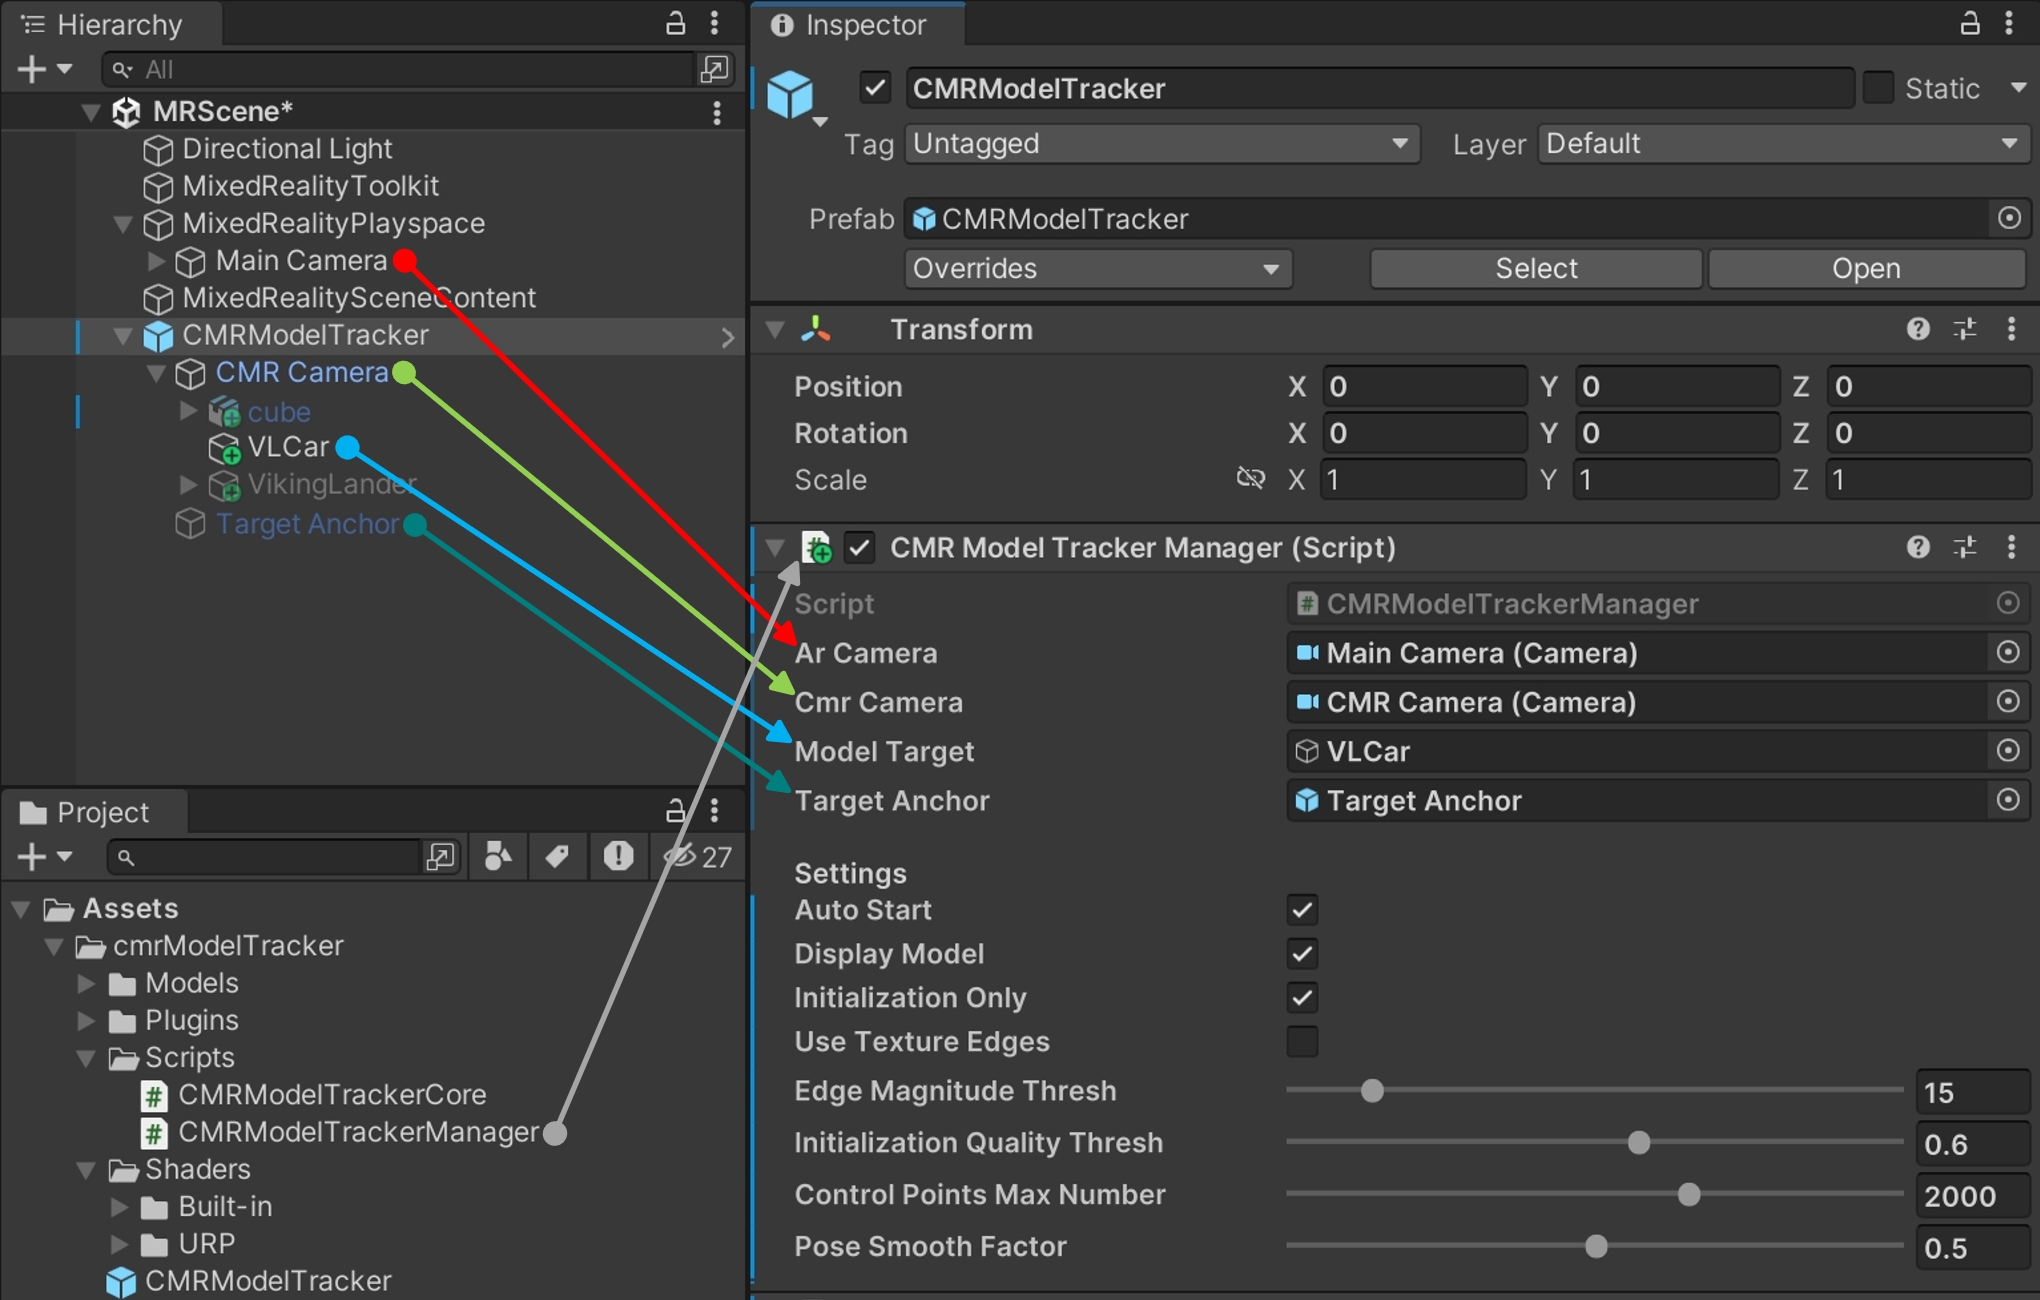 Hierarchy
All
MRScene*
Directional Light
MixedRealityToolkit
MixedRealityPlayspace
Main Camera
MixedRealitySceneContent
CMRModelTracker
CMR Camera
cube
VLCar
VikingLander
Target Anchor
Project
27
Assets
cmrModelTracker
Models
Plugins
Scripts
CMRModelTrackerCore
CMRModelTrackerManager
Shaders
Built-in
URP
CMRModelTracker
Inspector
CMRModelTracker Static
Tag Untagged Layer Default
Prefab CMRModelTracker
Overrides Select Open
Transform
Position X 0 Y 0 Z 0
Rotation X 0 Y 0 Z 0
Scale X 1 Y 1 Z 1
CMR Model Tracker Manager (Script)
Script CMRModelTrackerManager
Ar Camera Main Camera (Camera)
Cmr Camera CMR Camera (Camera)
Model Target VLCar
Target Anchor Target Anchor
Settings
Auto Start
Display Model
Initialization Only
Use Texture Edges
Edge Magnitude Thresh 15
Initialization Quality Thresh 0.6
Control Points Max Number 2000
Pose Smooth Factor 0.5